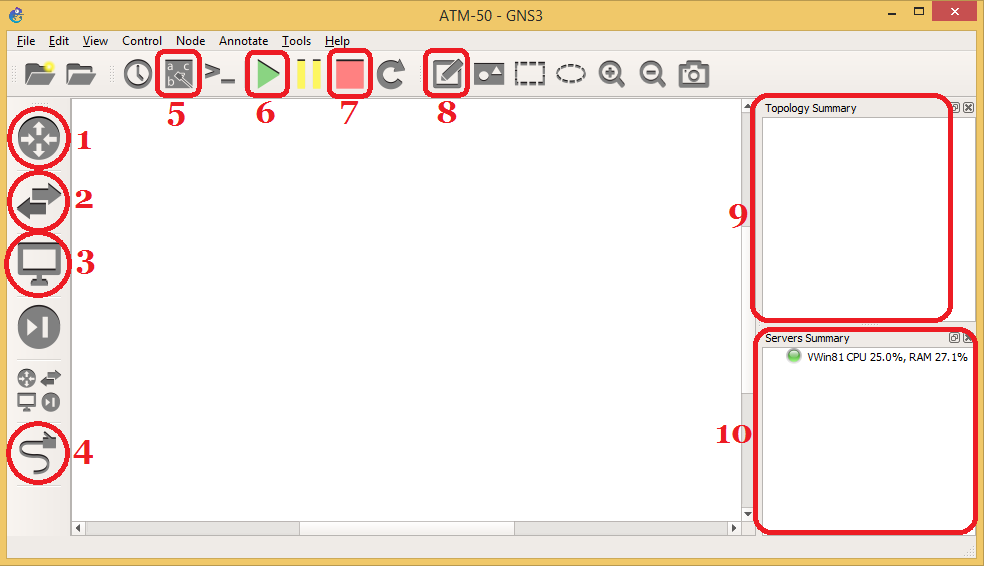 ATM-50 - GNS3
File Edit View Control Node Annotate Tools Help
a c
b
5 6 7 8
1
2
3
4
Topology Summary
9
Servers Summary
VWin81 CPU 25.0%, RAM 27.1%
10